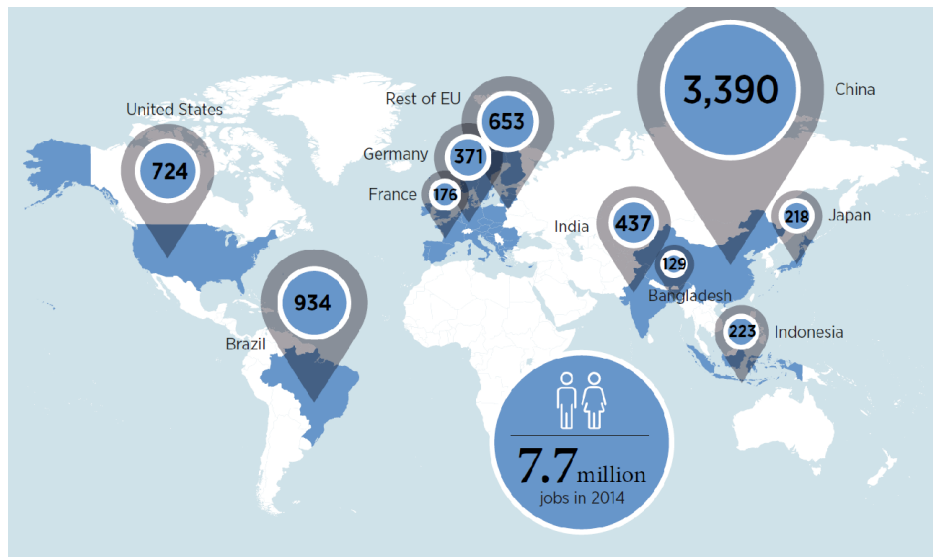 3,390
China
Rest of EU
653
United States
724
Germany
371
France
176
India
437
218
Japan
129
Bangladesh
934
Brazil
223
Indonesia
7.7 million
jobs in 2014